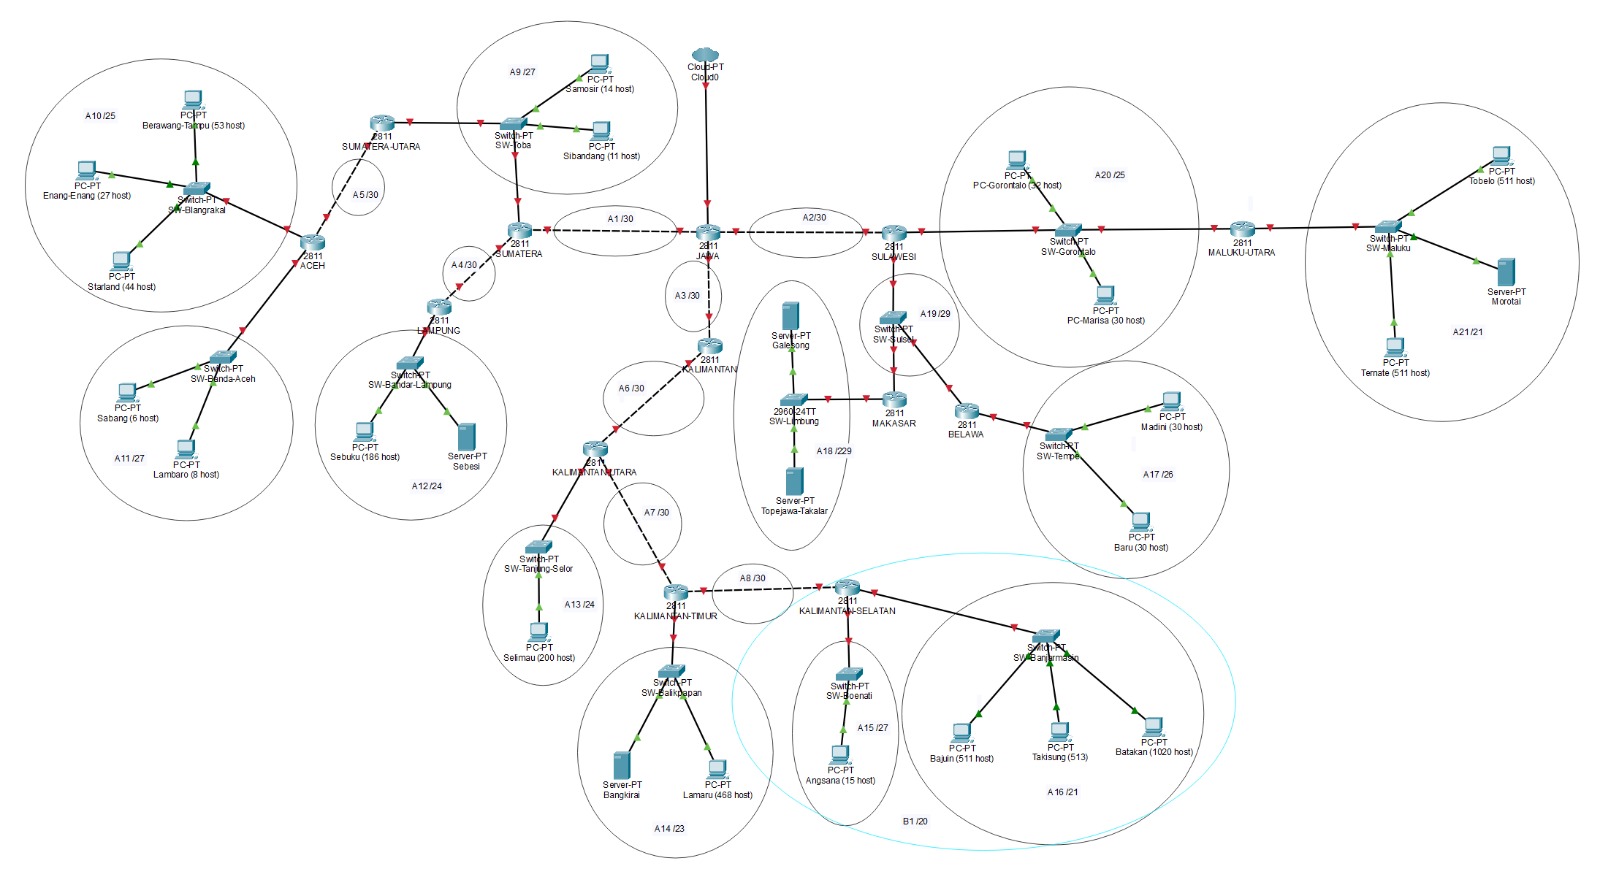 A10 /25
PC-PT
Berawang-Tampu (53 host)
PC-PT
Enang-Enang (27 host)
Switch-PT
SW-Blangrakal
PC-PT
Starland (44 host)
2811
ACEH
A5 /30
2811
SUMATERA-UTARA
A9 /27
PC-PT
Samosir (14 host)
Switch-PT
SW-Toba
PC-PT
Sibandang (11 host)
Cloud-PT
Cloud0
2811
SUMATERA
A1 /30
2811
JAWA
A2/30
2811
SULAWESI
A4 /30
A3 /30
2811
LAMPUNG
2811
KALIMANTAN
A20 /25
PC-PT
PC-Gorontalo (32 host)
Switch-PT
SW-Gorontalo
PC-PT
PC-Marisa (30 host)
2811
MALUKU-UTARA
PC-PT
Tobelo (511 host)
Switch-PT
SW-Maluku
Server-PT
Morotai
A21 /21
PC-PT
Ternate (511 host)
Switch-PT
SW-Banda-Aceh
PC-PT
Sabang (6 host)
PC-PT
Lambaro (8 host)
A11 /27
Switch-PT
SW-Bandar-Lampung
PC-PT
Sebuku (186 host)
Server-PT
Sebesi
A12 /24
A6 /30
2811
KALIMANTAN-UTARA
Server-PT
Galesong
2960-24TT
SW-Limbung
A18 /229
Server-PT
Topejawa-Takalar
A19 /29
Switch-PT
SW-Sulsel
2811
MAKASAR
2811
BELAWA
Switch-PT
SW-Tempe
PC-PT
Madini (30 host)
A17 /26
PC-PT
Baru (30 host)
A7 /30
Switch-PT
SW-Tanjung-Selor
A13 /24
PC-PT
Selimau (200 host)
2811
KALIMANTAN-TIMUR
A8 /30
2811
KALIMANTAN-SELATAN
Switch-PT
SW-Balikpapan
Server-PT
Bangkirai
PC-PT
Lamaru (468 host)
A14 /23
Switch-PT
SW-Boenati
A15 /27
PC-PT
Angsana (15 host)
Switch-PT
SW-Banjarmasin
PC-PT
Bajuin (511 host)
PC-PT
Takisung (513)
PC-PT
Batakan (1020 host)
A16 /21
B1 /20